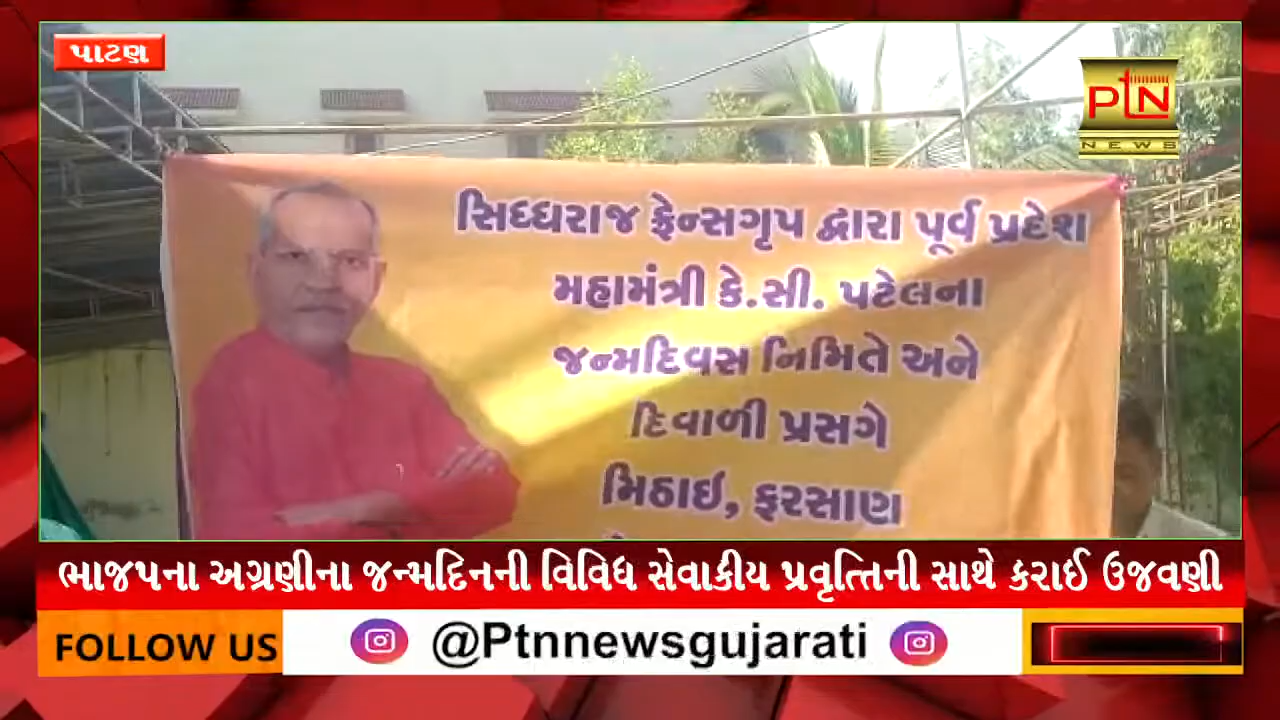 પાટણ
PTN
NEWS
સિધ્ધરાજ ફ્રેન્સગૃપ દ્વારા પૂર્વ પ્રદેશ
મહામંત્રી કે.સી. પટેલના
જન્મદિવસ નિમિતે અને
દિવાળી પ્રસગે
મિઠાઇ, ફરસાણ
ભાજપના અગ્રણીના જન્મદિનની વિવિધ સેવાકીય પ્રવૃત્તિની સાથે કરાઈ ઉજવણી
FOLLOW US @Ptnnewsgujarati